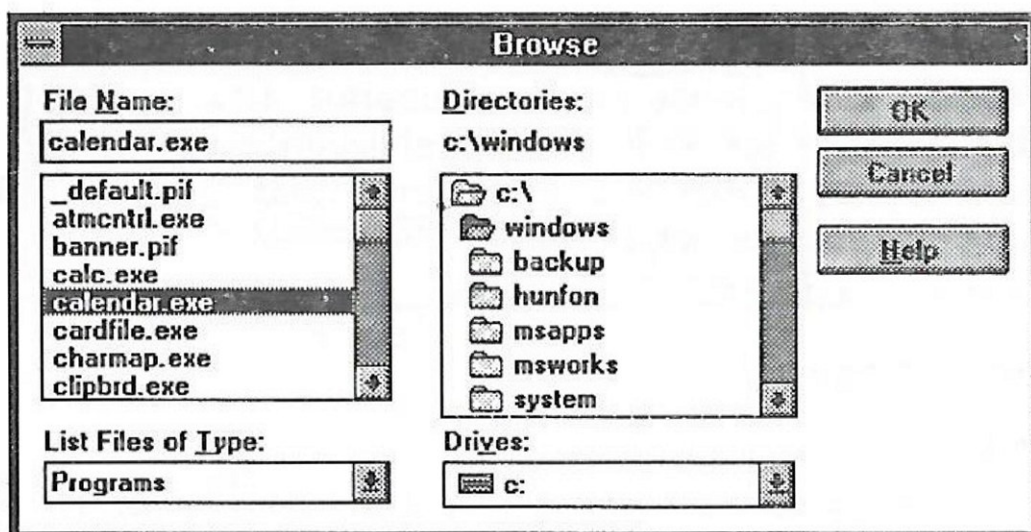 Browse
File Name:
calendar.exe
_default.pif
atmcntrl.exe
banner.pif
calc.exe
calendar.exe
cardfile.exe
charmap.exe
clipbrd.exe
List Files of Type:
Programs
Directories:
c:\windows
c:\
windows
backup
hunfon
msapps
msworks
system
Drives:
c:
OK
Cancel
Help